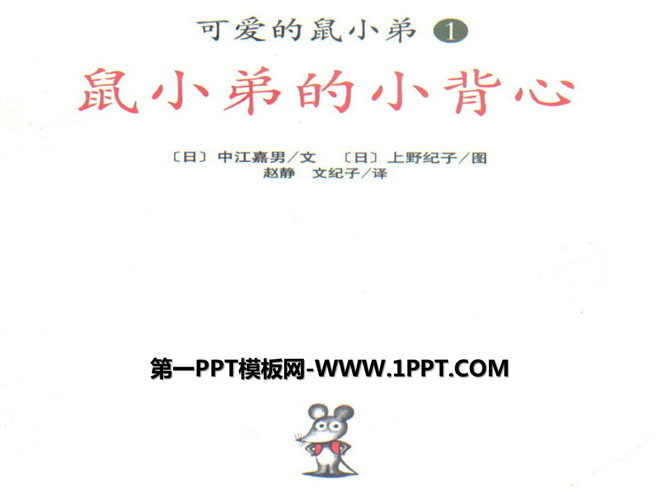 可爱的鼠小弟 1
鼠小弟的小背心
〔日〕中江嘉男/文 〔日〕上野纪子/图
赵静 文纪子/译
第一PPT模板网-WWW.1PPT.COM